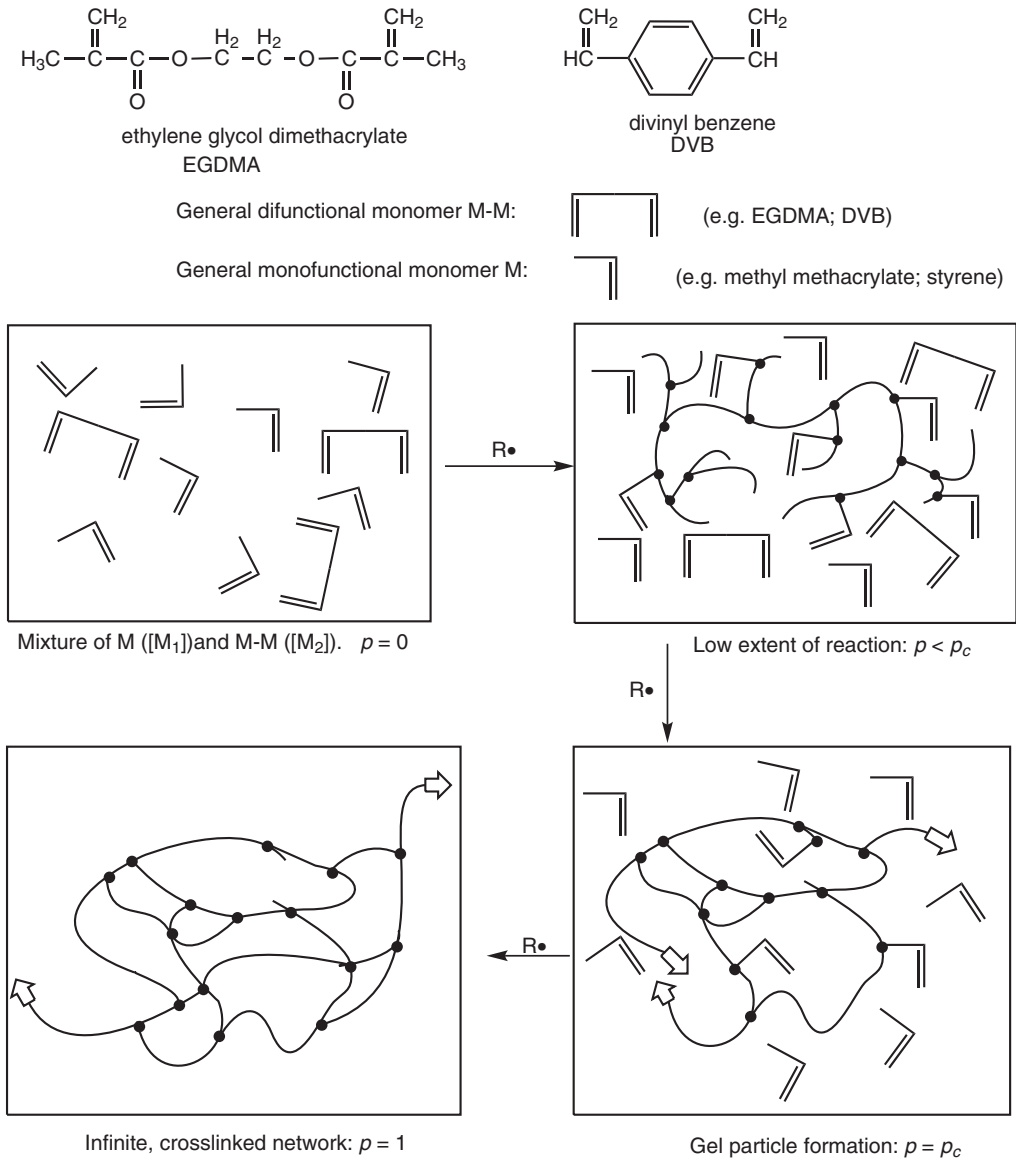 CH2
CH2
CH2
CH2
H2
H2
H3C
C
C
O
C
C
O
C
C
CH3
HC
CH
O
O
ethylene glycol dimethacrylate
EGDMA
divinyl benzene
DVB
General difunctional monomer M-M:
(e.g. EGDMA; DVB)
General monofunctional monomer M:
(e.g. methyl methacrylate; styrene)
R•
Mixture of M ([M1])and M-M ([M2]). p = 0
Low extent of reaction: p < pc
R•
R•
Infinite, crosslinked network: p = 1
Gel particle formation: p = pc